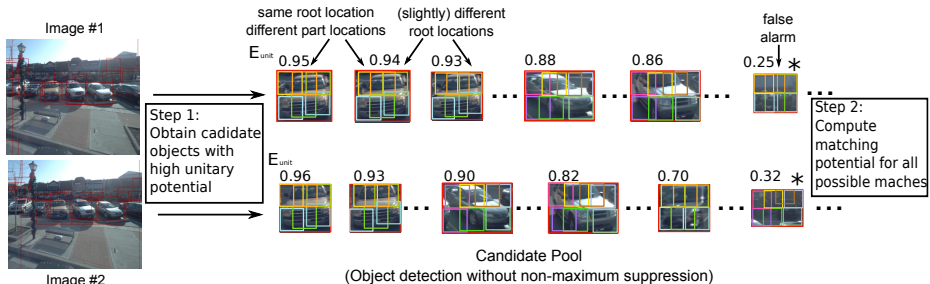 Image #1
same root location
different part locations
(slightly) different
root locations
false
alarm
E unit
0.95
0.94
0.93
0.88
0.86
0.25 *
...
...
...
...
Step 1:
Obtain cadidate
objects with
high unitary
potential
Step 2:
Compute
matching
potential for all
possible maches
E unit
0.96
0.93
0.90
0.82
0.70
0.32 *
...
...
...
...
Image #2
Candidate Pool
(Object detection without non-maximum suppression)